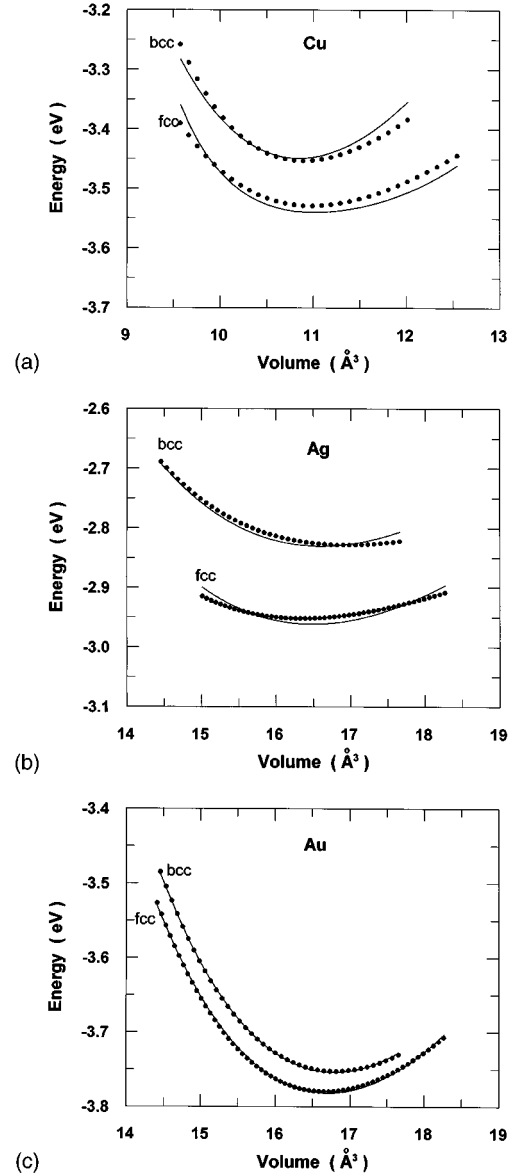 -3.2
bcc
Cu
-3.3
fcc
-3.4
Energy ( eV )
-3.5
-3.6
-3.7
9 10 11 12 13
(a)
Volume ( Å³ )
-2.6
bcc
Ag
-2.7
-2.8
Energy ( eV )
fcc
-2.9
-3.0
-3.1
14 15 16 17 18 19
(b)
Volume ( Å³ )
-3.4
Au
-3.5
bcc
fcc
-3.6
Energy ( eV )
-3.7
-3.8
14 15 16 17 18 19
(c)
Volume ( Å³ )